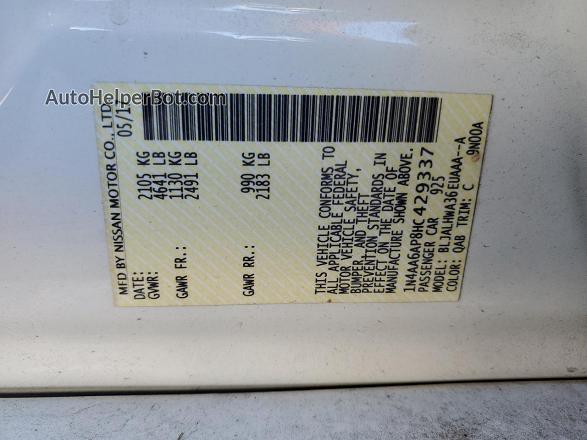 AutoHelperBot.com
MFD BY NISSAN MOTOR CO., LTD.
DATE: 05/17
GVWR: 2105 KG
4641 LB
GAWR FR.: 1130 KG
2491 LB
GAWR RR.: 990 KG
2183 LB
THIS VEHICLE CONFORMS TO
ALL APPLICABLE FEDERAL
MOTOR VEHICLE SAFETY,
BUMPER, AND THEFT
PREVENTION STANDARDS IN
EFFECT ON THE DATE OF
MANUFACTURE SHOWN ABOVE.
1N4AA6AP8HC429337
PASSENGER CAR 925
MODEL: BLJALHWA36EUAAA--A
COLOR: QAB TRIM: C 9N00A